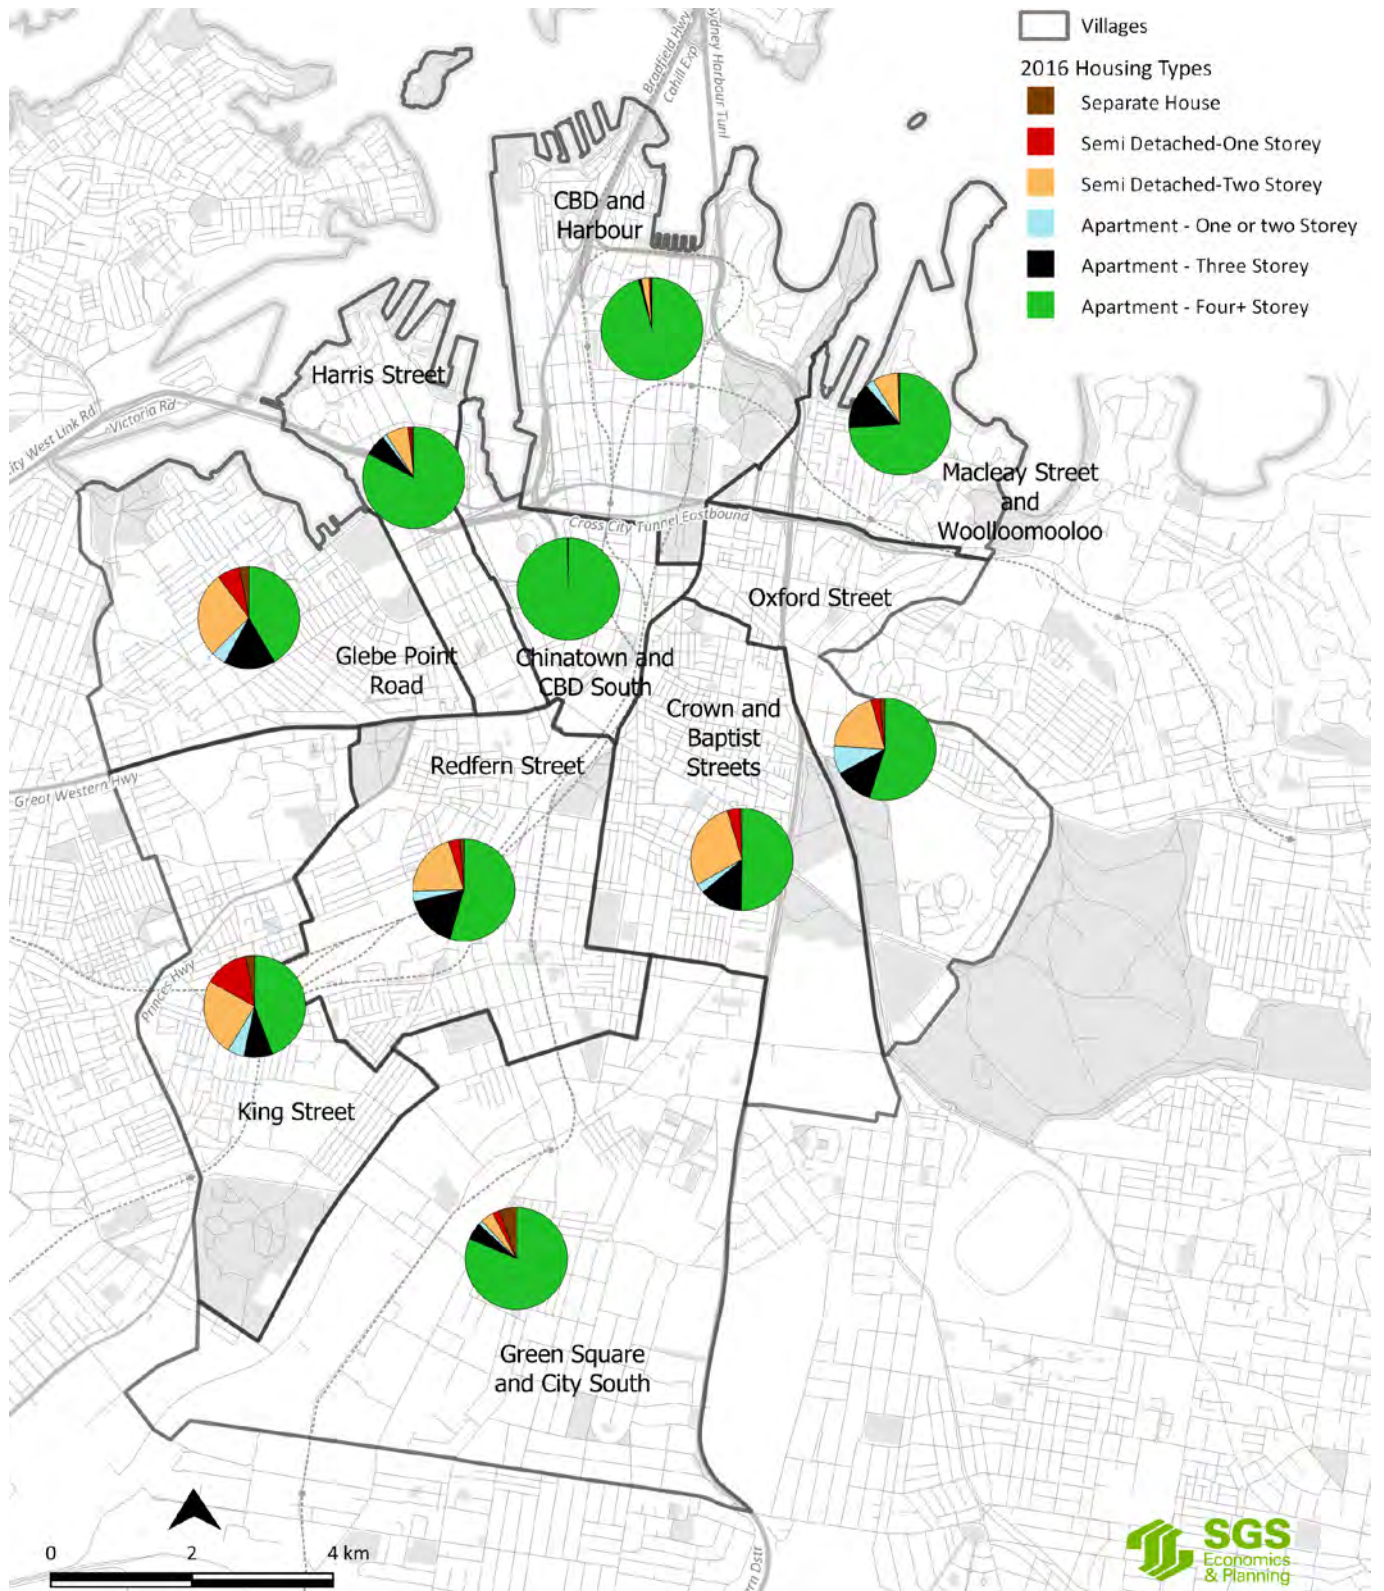 Villages
2016 Housing Types
Separate House
Semi Detached-One Storey
Semi Detached-Two Storey
Apartment - One or two Storey
Apartment - Three Storey
Apartment - Four+ Storey
Bradfield Hwy
Cahill Exp
Sydney Harbour Tunl
CBD and
Harbour
Harris Street
City West Link Rd
Victoria Rd
Macleay Street
and
Woolloomooloo
Cross City Tunnel Eastbound
Oxford Street
Glebe Point
Road
Chinatown and
CBD South
Crown and
Baptist
Streets
Redfern Street
Great Western Hwy
Princes Hwy
King Street
Green Square
and City South
0 2 4 km
rn Dstr
SGS
Economics
& Planning